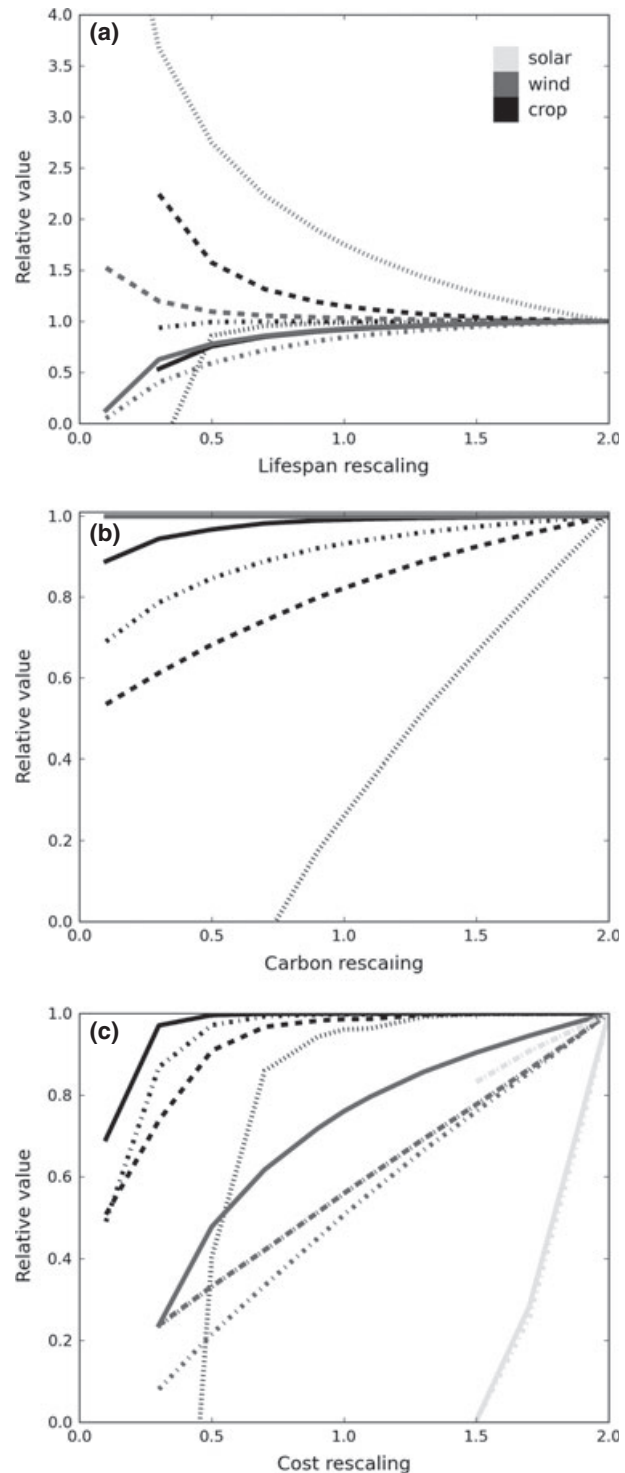 (a)
4.0
3.5
3.0
2.5
2.0
1.5
1.0
0.5
0.0
Relative value
solar
wind
crop
0.0 0.5 1.0 1.5 2.0
Lifespan rescaling
(b)
1.0
0.8
0.6
0.4
0.2
0.0
Relative value
0.0 0.5 1.0 1.5 2.0
Carbon rescaling
(c)
1.0
0.8
0.6
0.4
0.2
0.0
Relative value
0.0 0.5 1.0 1.5 2.0
Cost rescaling